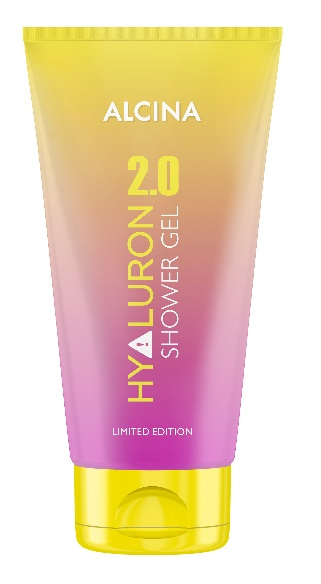 ALCINA
HYALURON 2.0
SHOWER GEL
LIMITED EDITION